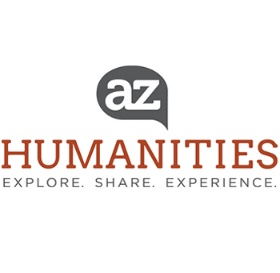 az
HUMANITIES
EXPLORE. SHARE. EXPERIENCE.